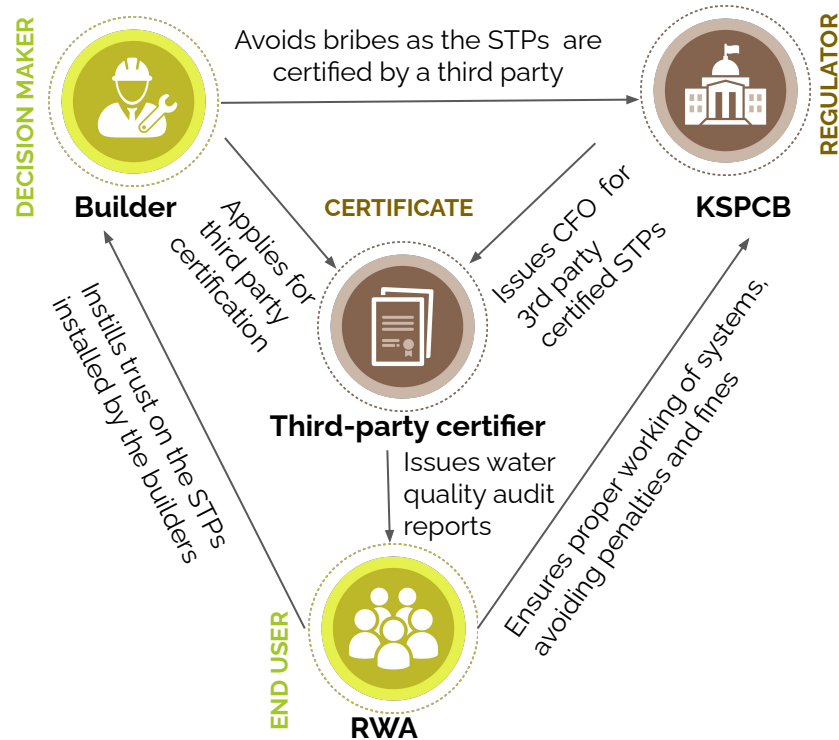 DECISION MAKER
Avoids bribes as the STPs are
certified by a third party
REGULATOR
Builder
KSPCB
CERTIFICATE
Applies for
third party
certification
Issues CFO for
3rd party
certified STPs
Third-party certifier
Issues water
quality audit
reports
Instills trust on the STPs
installed by the builders
Ensures proper working of systems,
avoiding penalties and fines
END USER
RWA